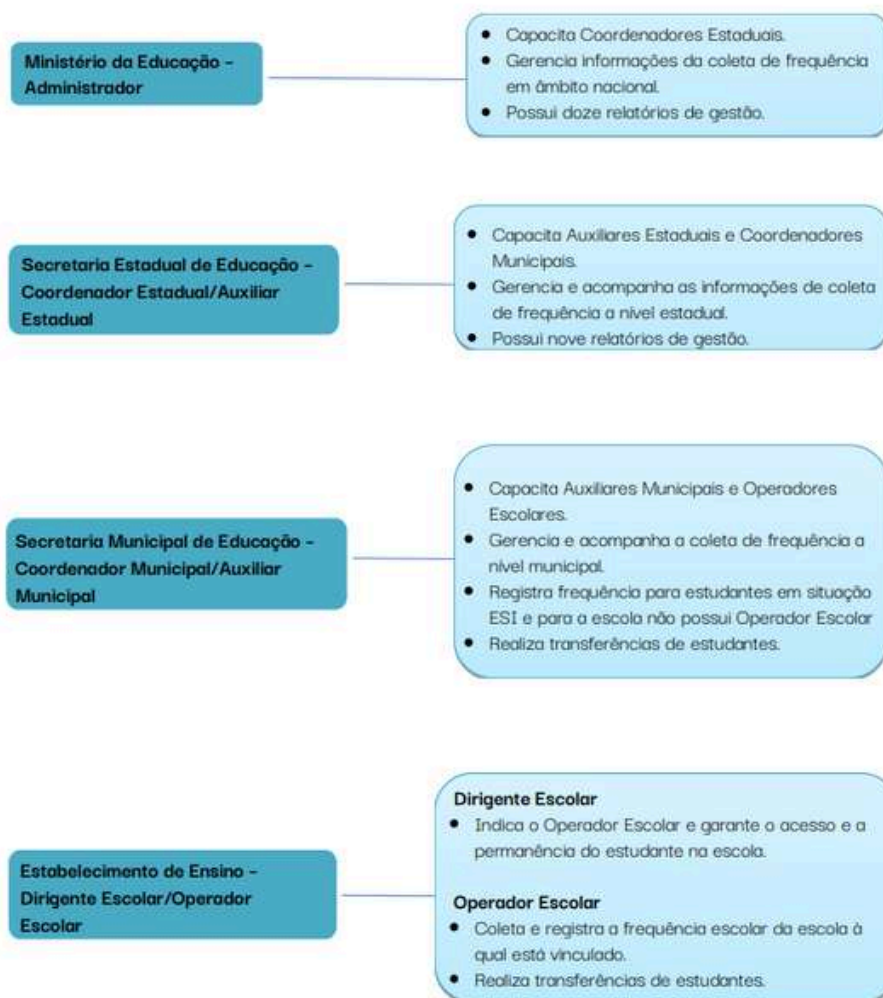 Ministério da Educação –
Administrador
• Capacita Coordenadores Estaduais.
• Gerencia informações da coleta de frequência
em âmbito nacional.
• Possui doze relatórios de gestão.
Secretaria Estadual de Educação –
Coordenador Estadual/Auxiliar
Estadual
• Capacita Auxiliares Estaduais e Coordenadores
Municipais.
• Gerencia e acompanha as informações de coleta
de frequência a nível estadual.
• Possui nove relatórios de gestão.
Secretaria Municipal de Educação –
Coordenador Municipal/Auxiliar
Municipal
• Capacita Auxiliares Municipais e Operadores
Escolares.
• Gerencia e acompanha a coleta de frequência a
nível municipal.
• Registra frequência para estudantes em situação
ESI e para a escola não possui Operador Escolar
• Realiza transferências de estudantes.
Estabelecimento de Ensino –
Dirigente Escolar/Operador
Escolar
Dirigente Escolar
• Indica o Operador Escolar e garante o acesso e a
permanência do estudante na escola.
Operador Escolar
• Coleta e registra a frequência escolar da escola à
qual está vinculado.
• Realiza transferências de estudantes.